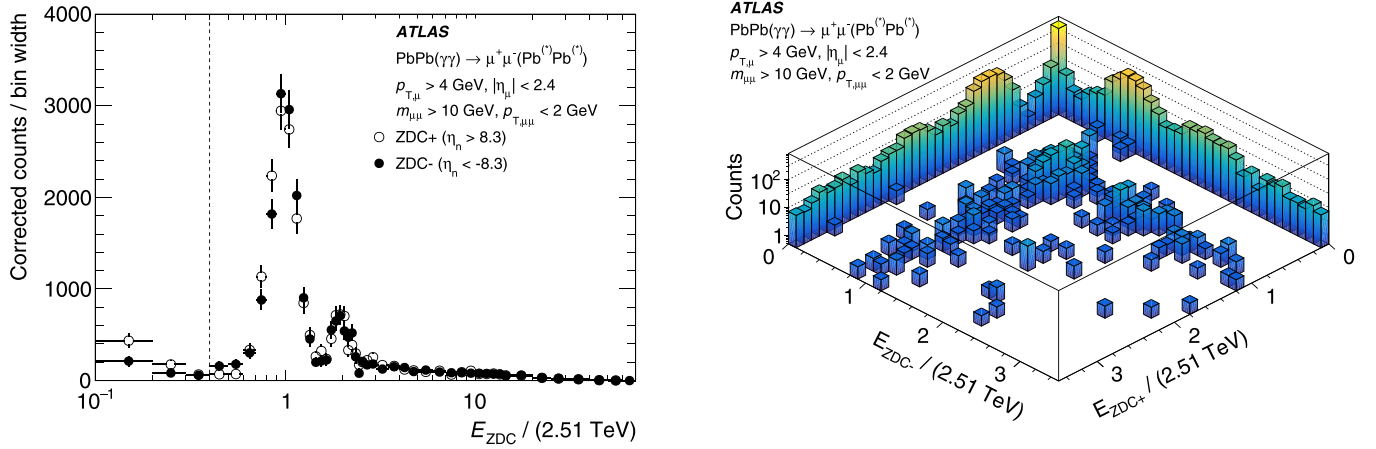 ATLAS
PbPb(γγ) → μ⁺μ⁻(Pb⁽*⁾Pb⁽*⁾)
p_T,μ > 4 GeV, |η_μ| < 2.4
m_μμ > 10 GeV, p_T,μμ < 2 GeV
ZDC+ (η_n > 8.3)
ZDC- (η_n < -8.3)
Corrected counts / bin width
4000
3000
2000
1000
0
10⁻¹
1
10
E_ZDC / (2.51 TeV)
ATLAS
PbPb(γγ) → μ⁺μ⁻(Pb⁽*⁾Pb⁽*⁾)
p_T,μ > 4 GeV, |η_μ| < 2.4
m_μμ > 10 GeV, p_T,μμ < 2 GeV
Counts
10²
10
1
0
1
2
3
E_ZDC- / (2.51 TeV)
3
2
1
0
E_ZDC+ / (2.51 TeV)